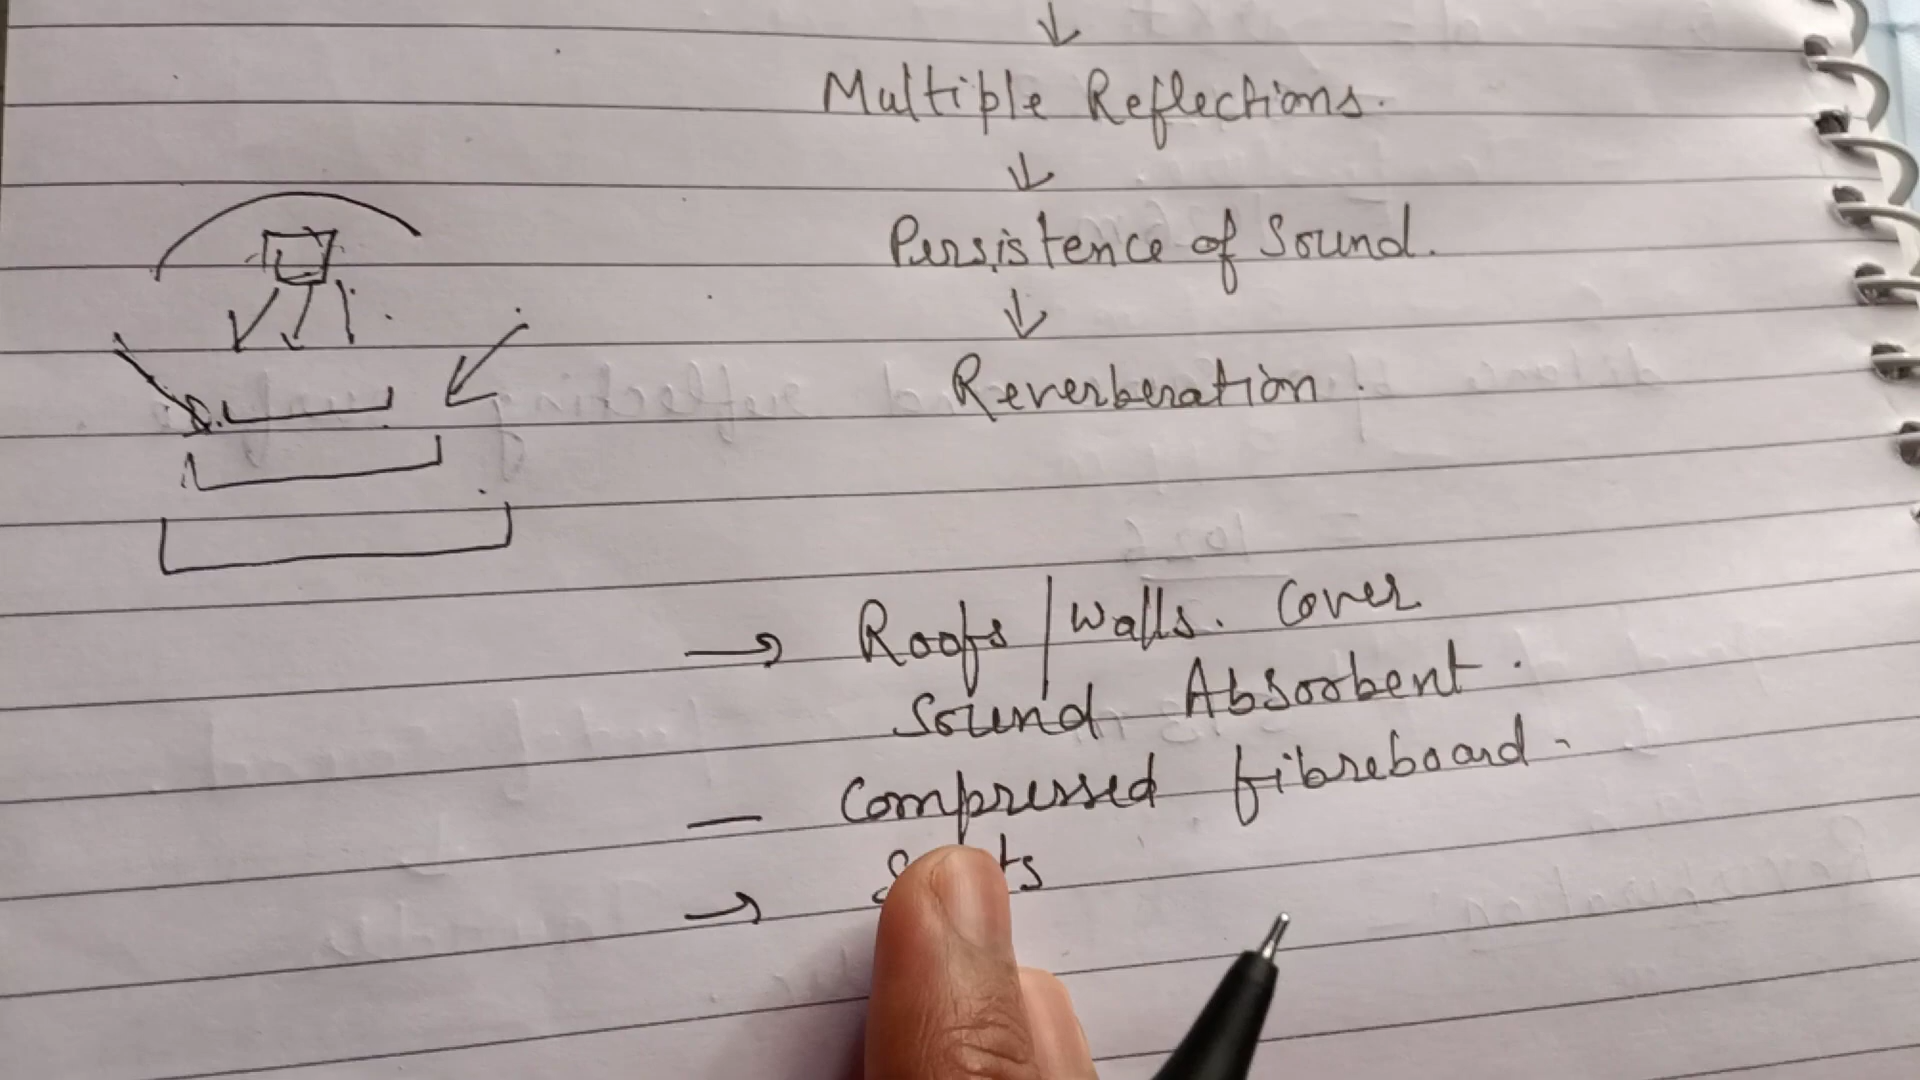 ↓
Multiple Reflections.
↓
Persistence of Sound.
↓
Reverberation.
→ Roofs / walls. Cover
Sound Absorbent.
— Compressed fibreboard.
→